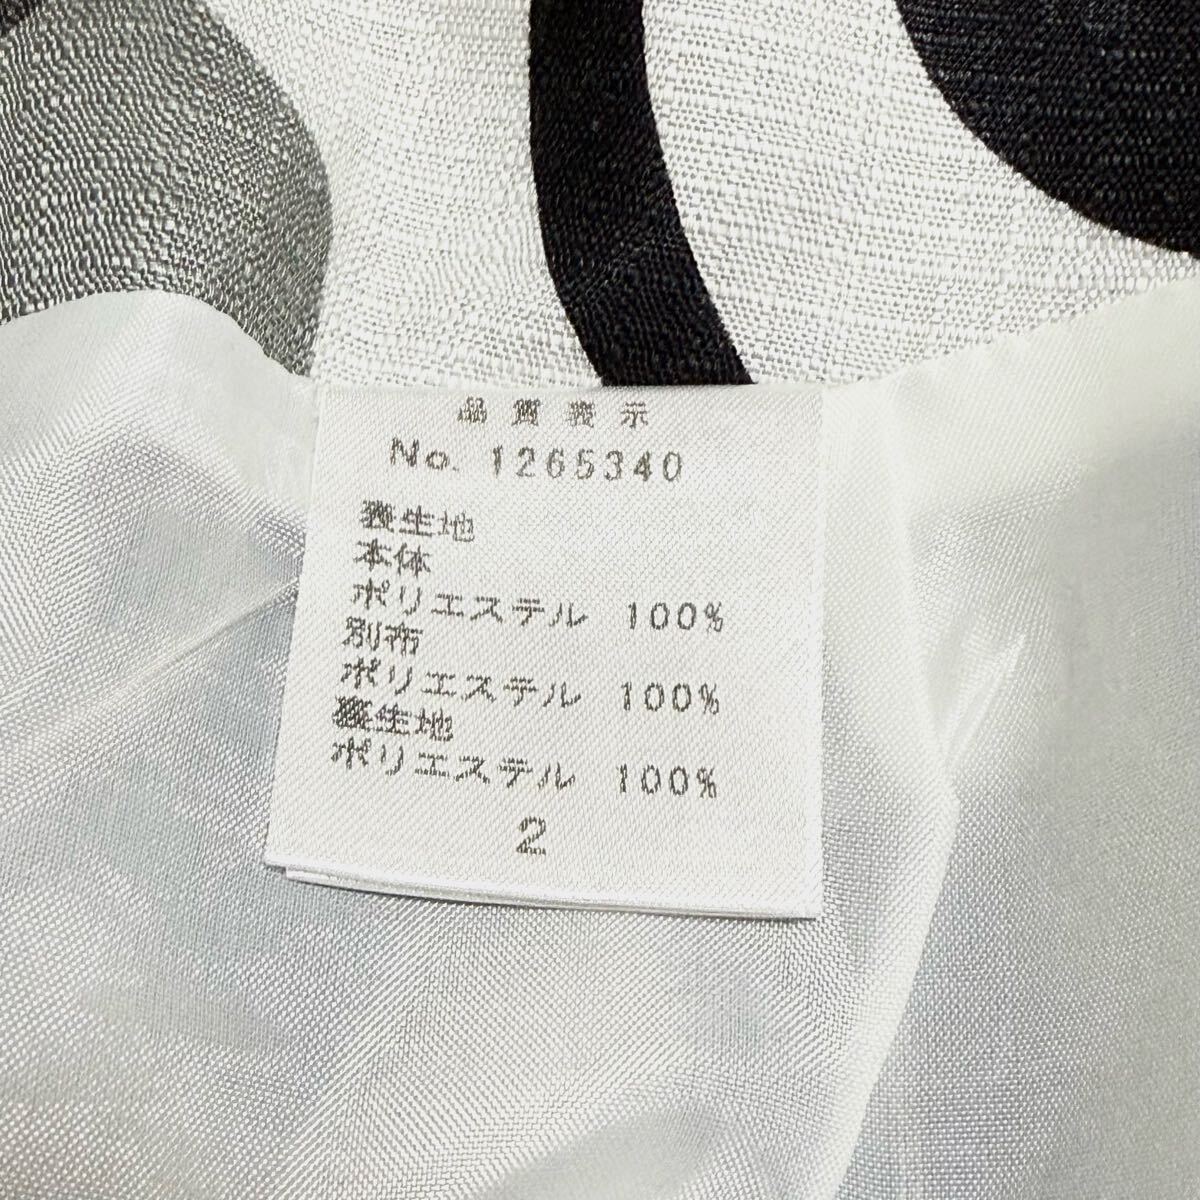 品質表示
No. 1265340
表生地
本体
ポリエステル 100%
別布
ポリエステル 100%
裏生地
ポリエステル 100%
2